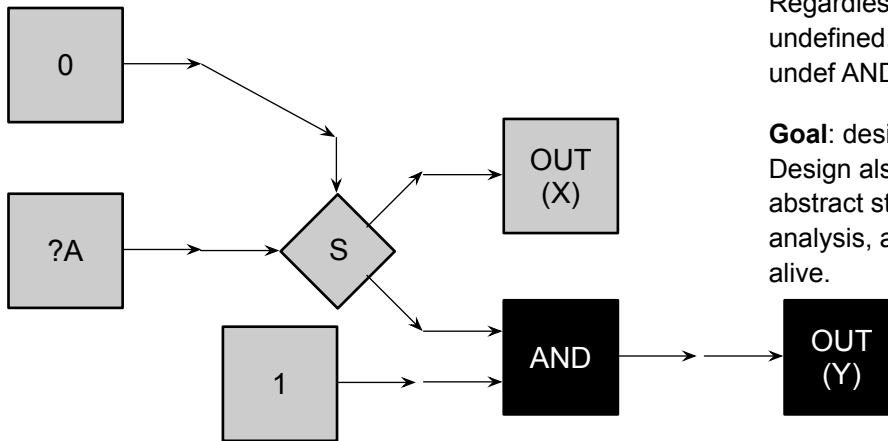 Regardles
undefined.
undef AND
Goal: desi
Design als
abstract st
analysis, a
alive.
0
OUT
(X)
?A
S
AND
OUT
(Y)
1